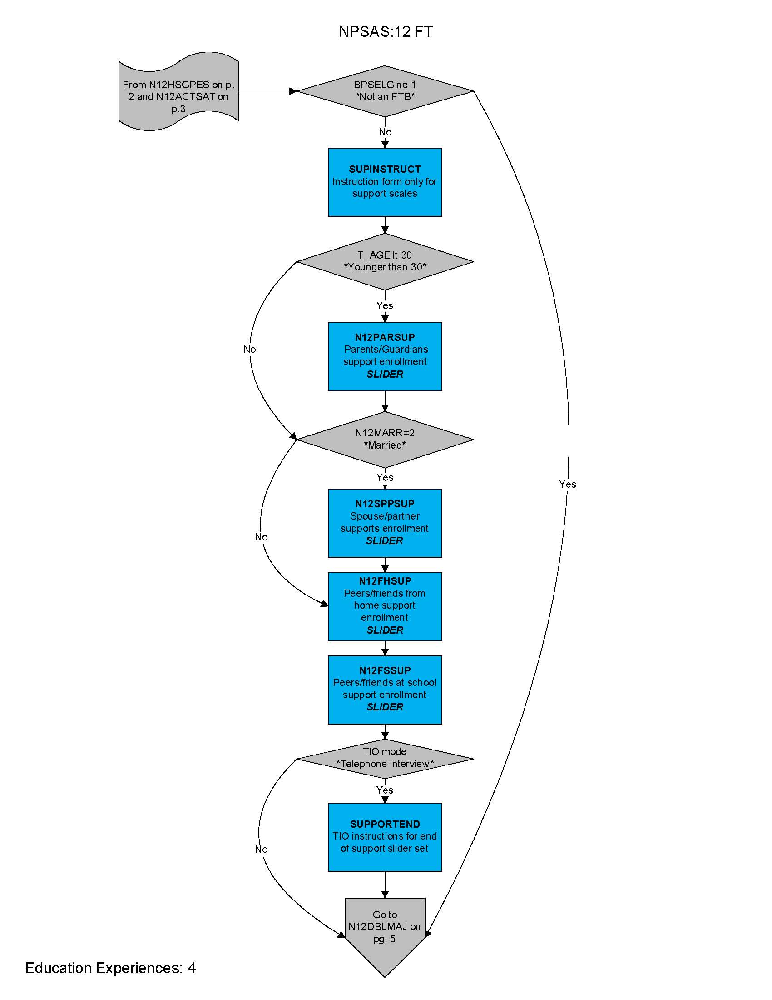 NPSAS:12 FT
From N12HSGPES on p.
2 and N12ACTSAT on
p.3
BPSELG ne 1
*Not an FTB*
No
SUPINSTRUCT
Instruction form only for
support scales
T_AGE lt 30
*Younger than 30*
Yes
No
N12PARSUP
Parents/Guardians
support enrollment
SLIDER
N12MARR=2
*Married*
Yes
Yes
N12SPPSUP
Spouse/partner
supports enrollment
SLIDER
No
N12FHSUP
Peers/friends from
home support
enrollment
SLIDER
N12FSSUP
Peers/friends at school
support enrollment
SLIDER
TIO mode
*Telephone interview*
Yes
SUPPORTEND
TIO instructions for end
of support slider set
No
Go to
N12DBLMAJ on
pg. 5
Education Experiences: 4